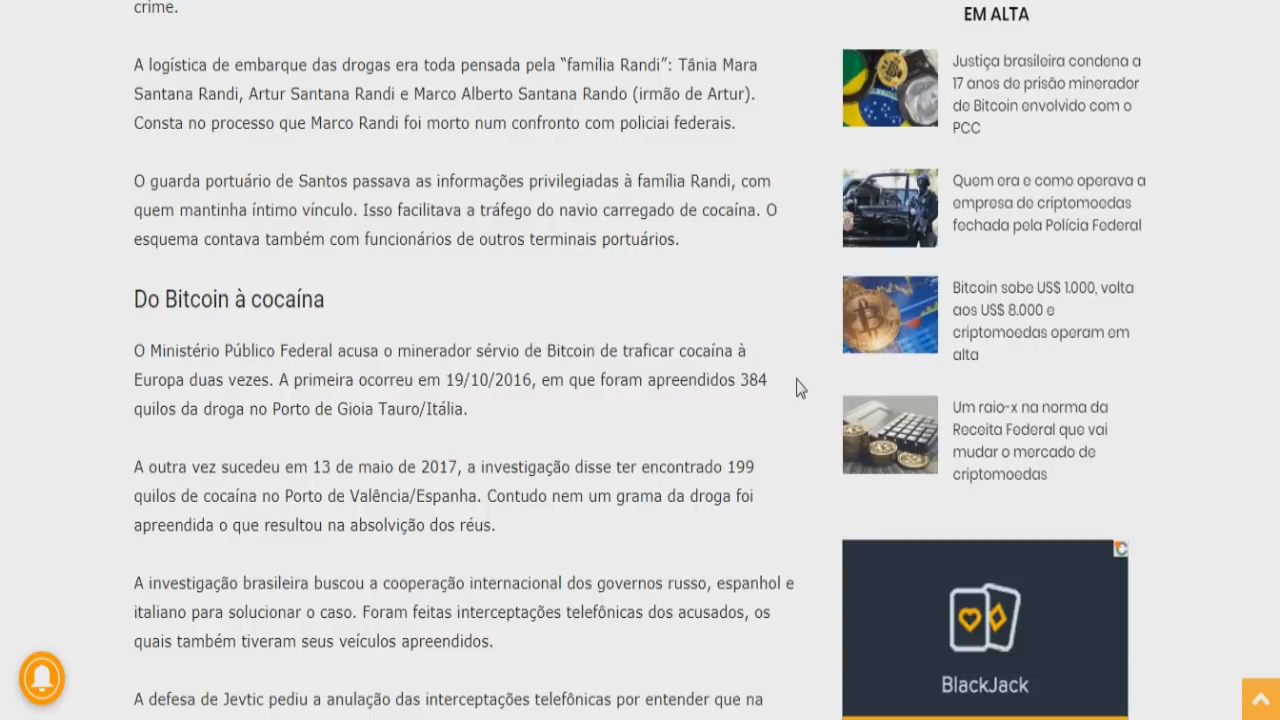 crime.
A logística de embarque das drogas era toda pensada pela “família Randi”: Tânia Mara
Santana Randi, Artur Santana Randi e Marco Alberto Santana Rando (irmão de Artur).
Consta no processo que Marco Randi foi morto num confronto com policiai federais.
O guarda portuário de Santos passava as informações privilegiadas à família Randi, com
quem mantinha íntimo vínculo. Isso facilitava a tráfego do navio carregado de cocaína. O
esquema contava também com funcionários de outros terminais portuários.
Do Bitcoin à cocaína
O Ministério Público Federal acusa o minerador sérvio de Bitcoin de traficar cocaína à
Europa duas vezes. A primeira ocorreu em 19/10/2016, em que foram apreendidos 384
quilos da droga no Porto de Gioia Tauro/Itália.
A outra vez sucedeu em 13 de maio de 2017, a investigação disse ter encontrado 199
quilos de cocaína no Porto de Valência/Espanha. Contudo nem um grama da droga foi
apreendida o que resultou na absolvição dos réus.
A investigação brasileira buscou a cooperação internacional dos governos russo, espanhol e
italiano para solucionar o caso. Foram feitas interceptações telefônicas dos acusados, os
quais também tiveram seus veículos apreendidos.
A defesa de Jevtic pediu a anulação das interceptações telefônicas por entender que na
EM ALTA
Justiça brasileira condena a
17 anos de prisão minerador
de Bitcoin envolvido com o
PCC
Quem era e como operava a
empresa de criptomoedas
fechada pela Polícia Federal
Bitcoin sobe US$ 1.000, volta
aos US$ 8.000 e
criptomoedas operam em
alta
Um raio-x na norma da
Receita Federal que vai
mudar o mercado de
criptomoedas
BlackJack